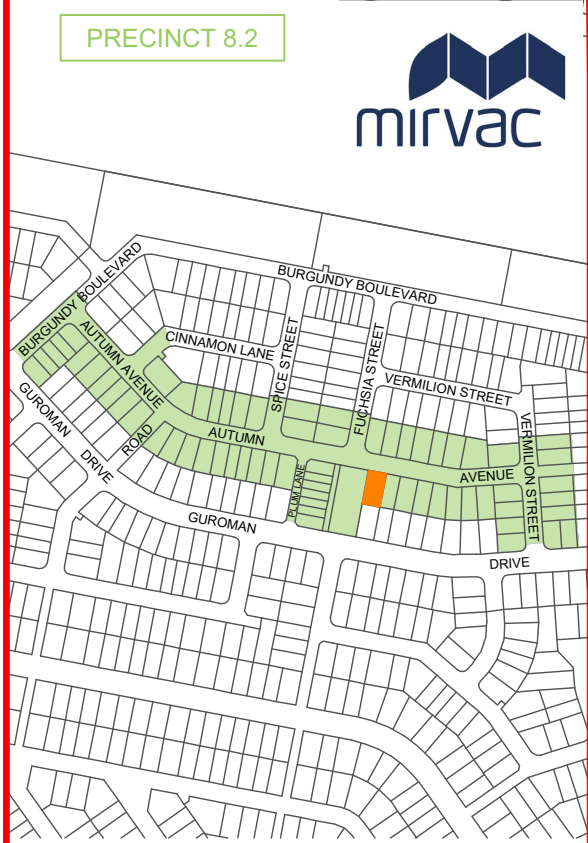 PRECINCT 8.2
mirvac
BURGUNDY BOULEVARD
BURGUNDY BOULEVARD
CINNAMON LANE
SPICE STREET
FUCHSIA STREET
AUTUMN AVENUE
VERMILION STREET
GUROMAN DRIVE
ROAD
AUTUMN AVENUE
VERMILION STREET
PLUM LANE
GUROMAN DRIVE